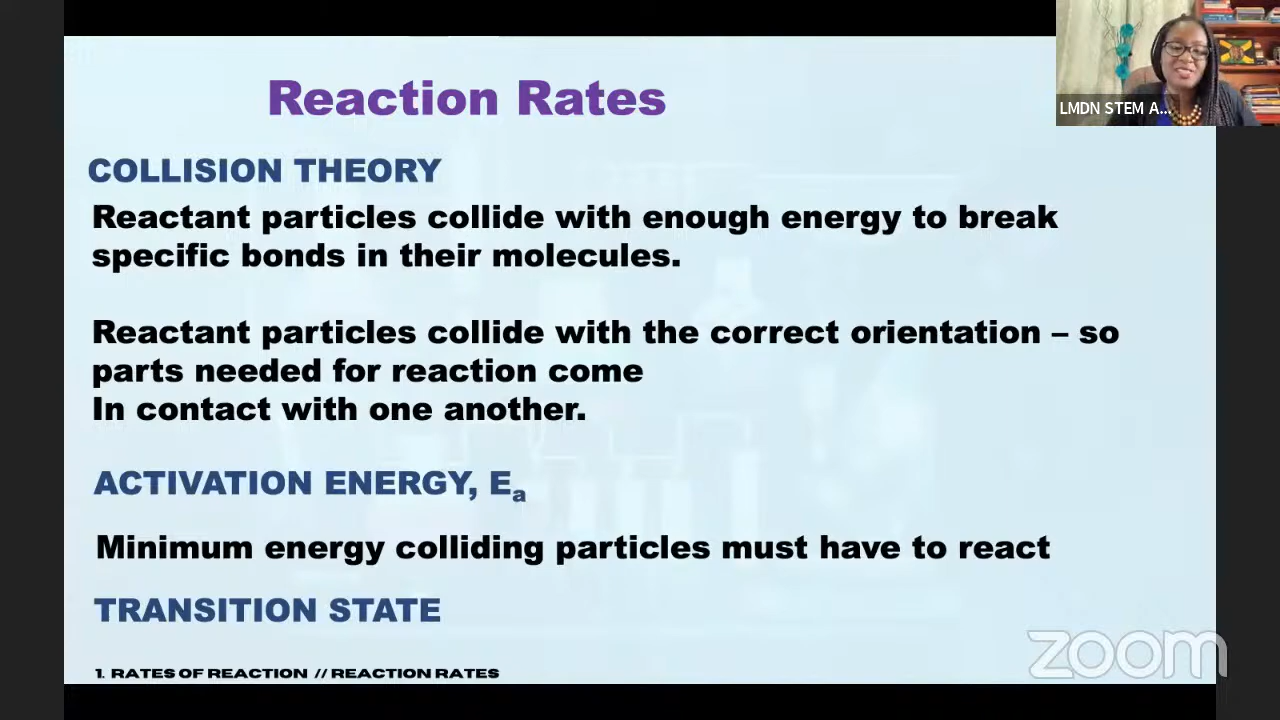 Reaction Rates
LMDN STEM A...
COLLISION THEORY
Reactant particles collide with enough energy to break
specific bonds in their molecules.
Reactant particles collide with the correct orientation – so
parts needed for reaction come
In contact with one another.
ACTIVATION ENERGY, Ea
Minimum energy colliding particles must have to react
TRANSITION STATE
zoom
1. RATES OF REACTION // REACTION RATES